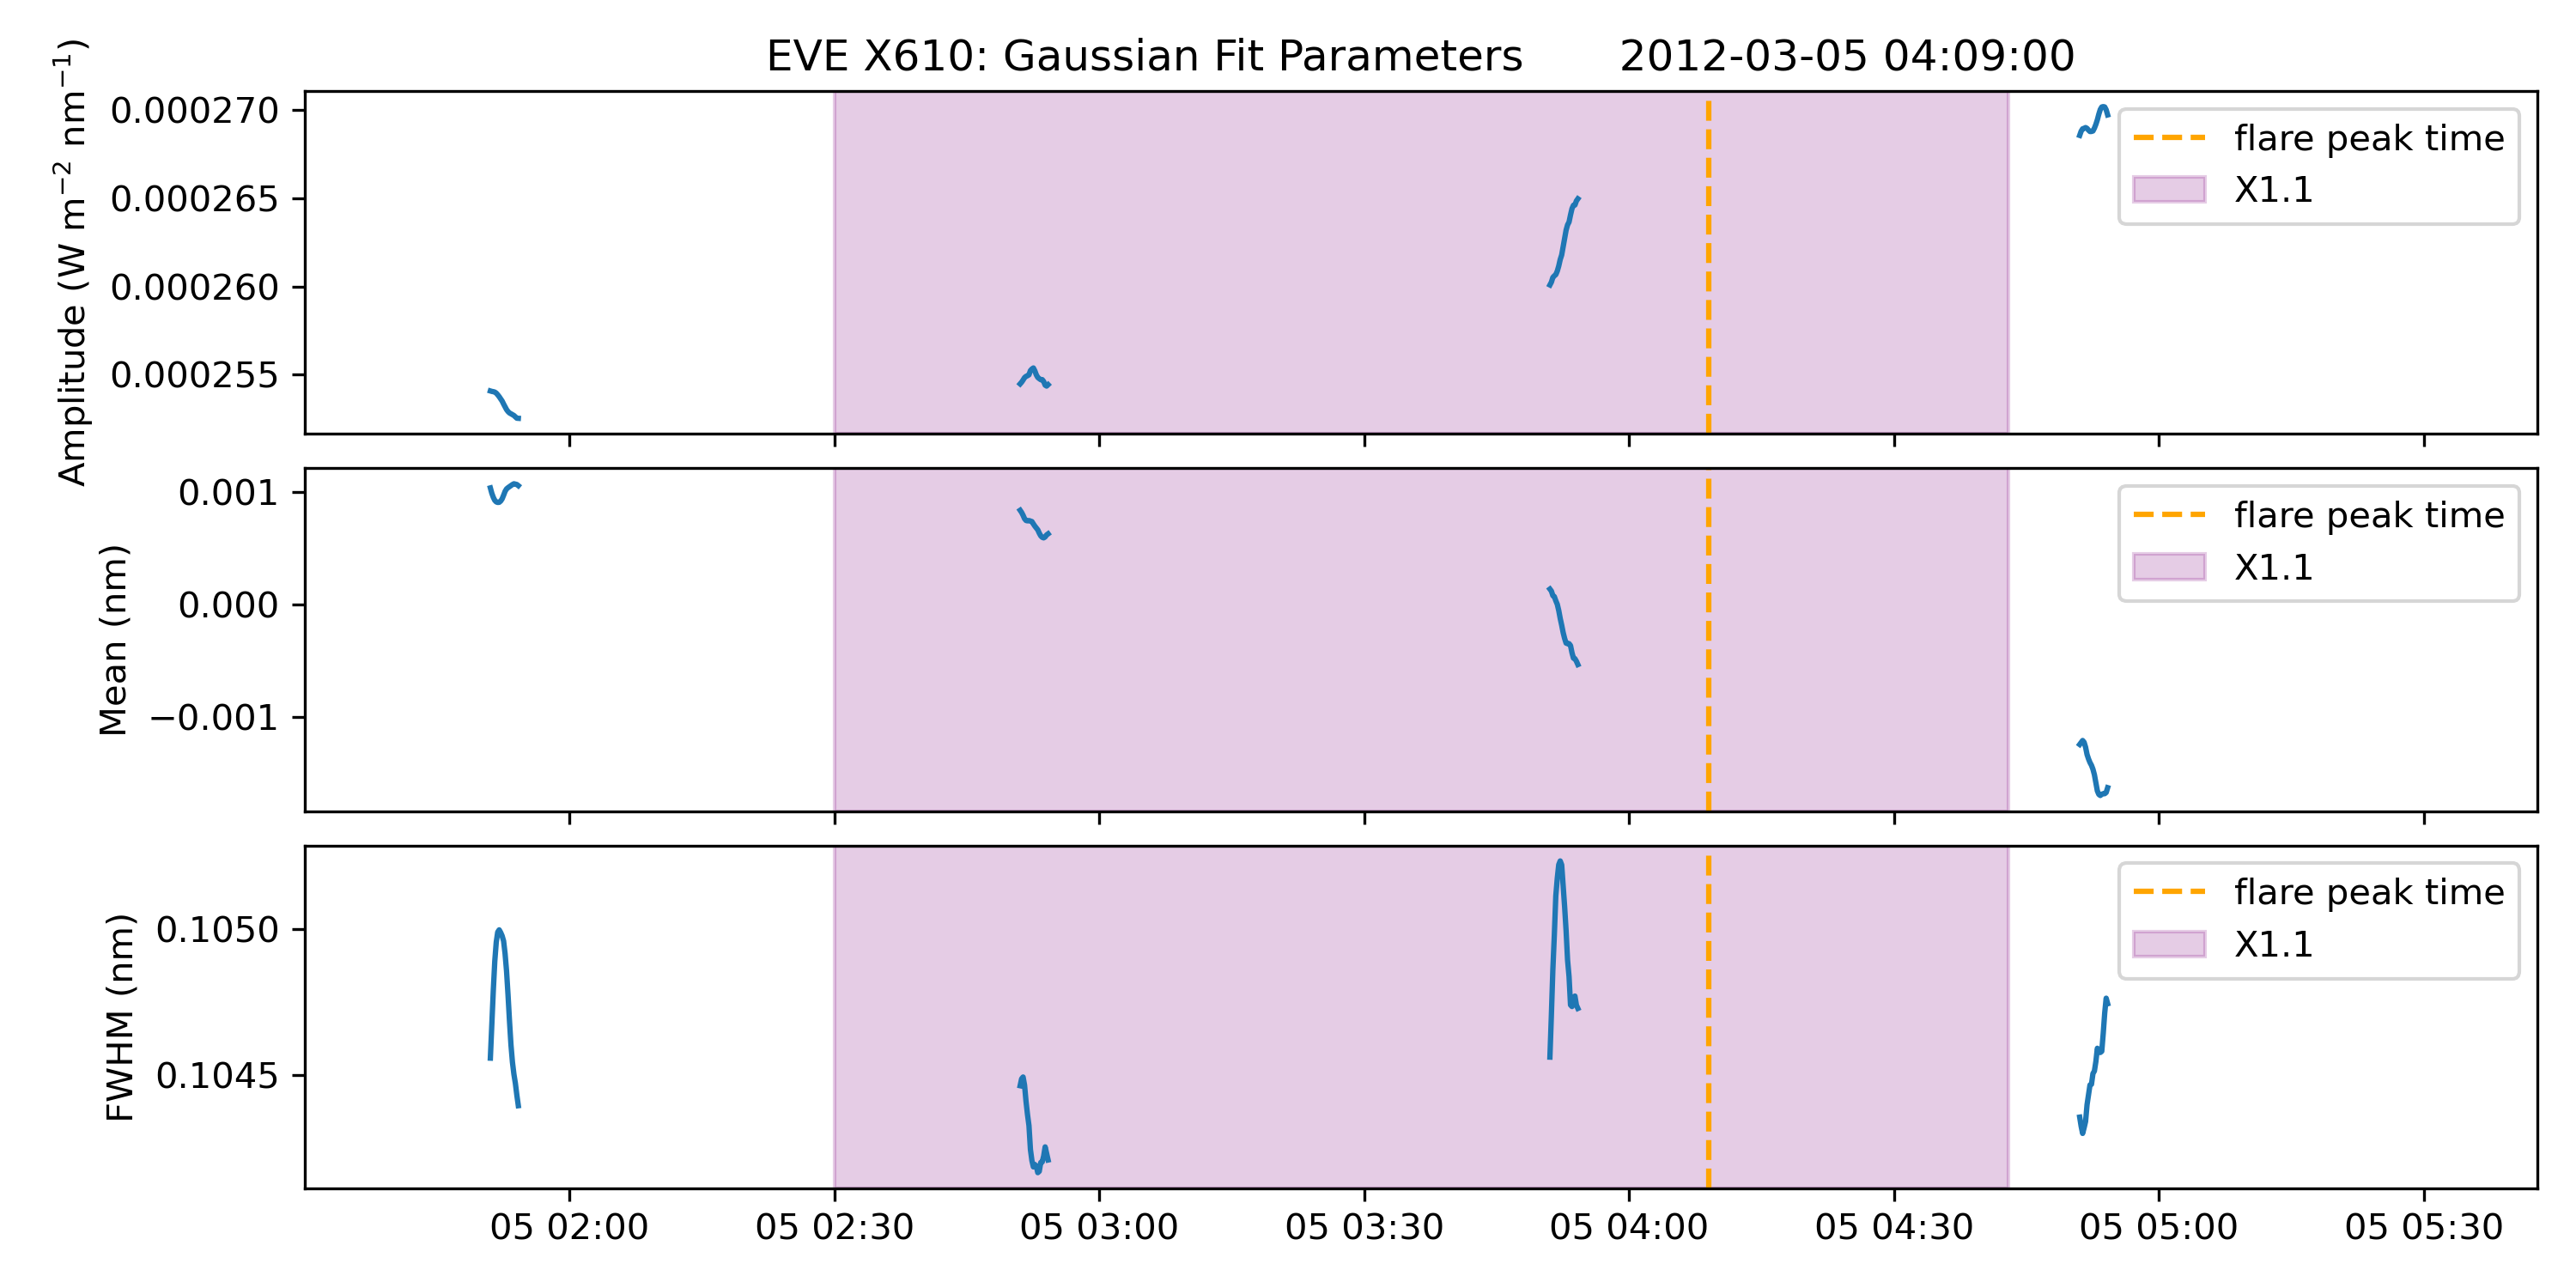 EVE X610: Gaussian Fit Parameters 2012-03-05 04:09:00
Amplitude (W m⁻² nm⁻¹)
0.000270
0.000265
0.000260
0.000255
flare peak time
X1.1
Mean (nm)
0.001
0.000
−0.001
flare peak time
X1.1
FWHM (nm)
0.1050
0.1045
flare peak time
X1.1
05 02:00 05 02:30 05 03:00 05 03:30 05 04:00 05 04:30 05 05:00 05 05:30